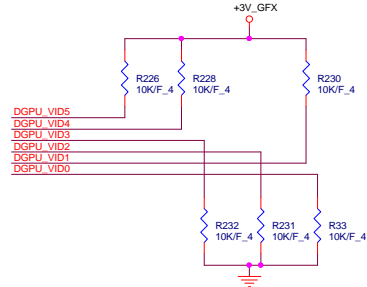 +3V_GFX
R226
10K/F_4
R228
10K/F_4
R230
10K/F_4
DGPU_VID5
DGPU_VID4
DGPU_VID3
DGPU_VID2
DGPU_VID1
DGPU_VID0
R232
10K/F_4
R231
10K/F_4
R33
10K/F_4